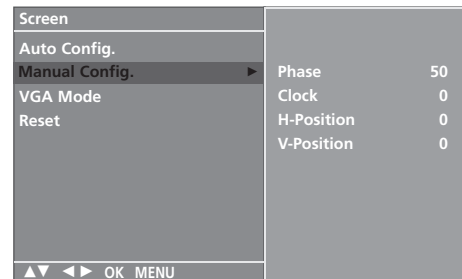 Screen
Auto Config.
Manual Config. ►
VGA Mode
Reset
Phase 50
Clock 0
H-Position 0
V-Position 0
▲▼ ◄► OK MENU